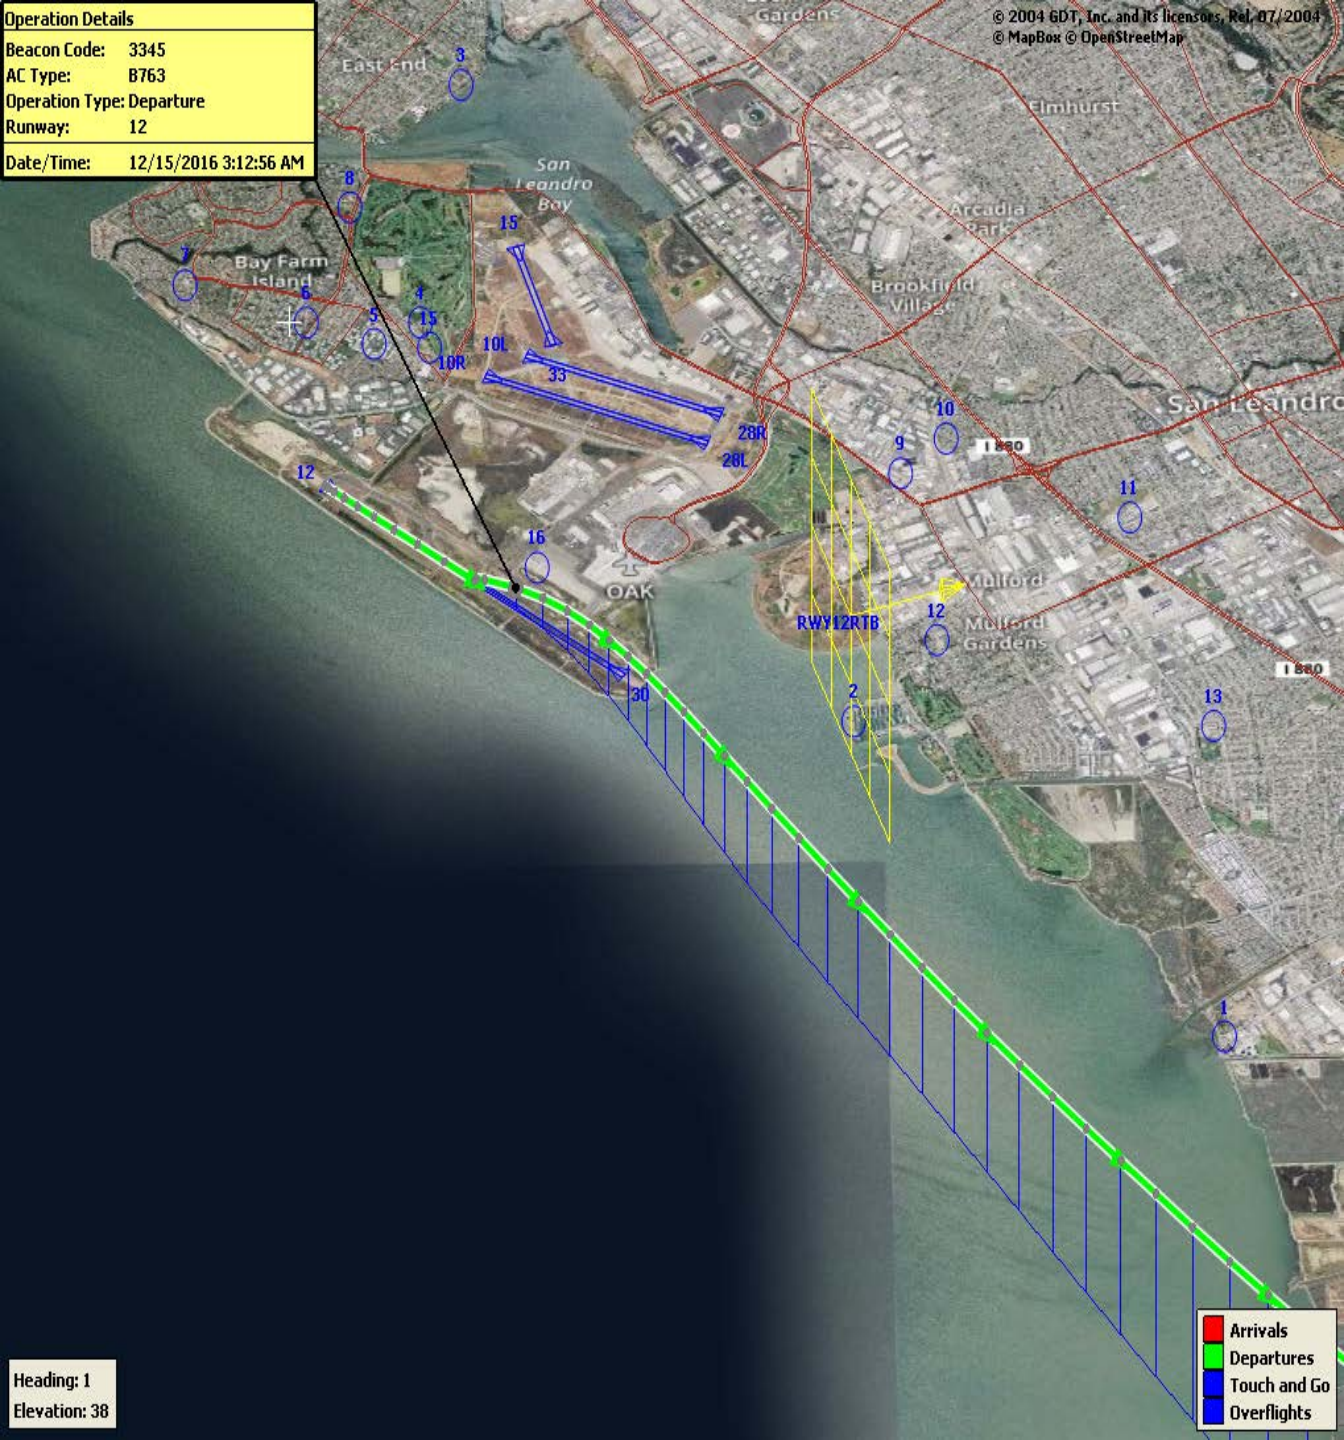 Operation Details
Beacon Code: 3345
AC Type: B763
Operation Type: Departure
Runway: 12
Date/Time: 12/15/2016 3:12:56 AM
© 2004 GDT, Inc. and its licensors, Rel. 07/2004
© MapBox © OpenStreetMap
Gardens
East End
3
Elmhurst
San
Leandro
Bay
8
15
Arcadia
Park
7
Bay Farm
Island
Brookfield
Village
6
5
4
15
10L
10R
33
San Leandro
10
28R
I 880
9
28L
12
11
16
OAK
Mulford
12
RWY12RTB
Mulford
Gardens
I 880
30
2
13
1
Arrivals
Departures
Touch and Go
Overflights
Heading: 1
Elevation: 38